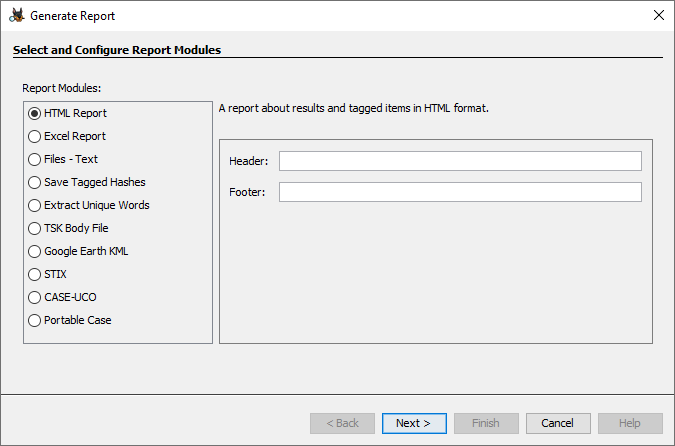 Generate Report
Select and Configure Report Modules
Report Modules:
HTML Report
Excel Report
Files - Text
Save Tagged Hashes
Extract Unique Words
TSK Body File
Google Earth KML
STIX
CASE-UCO
Portable Case
A report about results and tagged items in HTML format.
Header:
Footer:
< Back Next > Finish Cancel Help